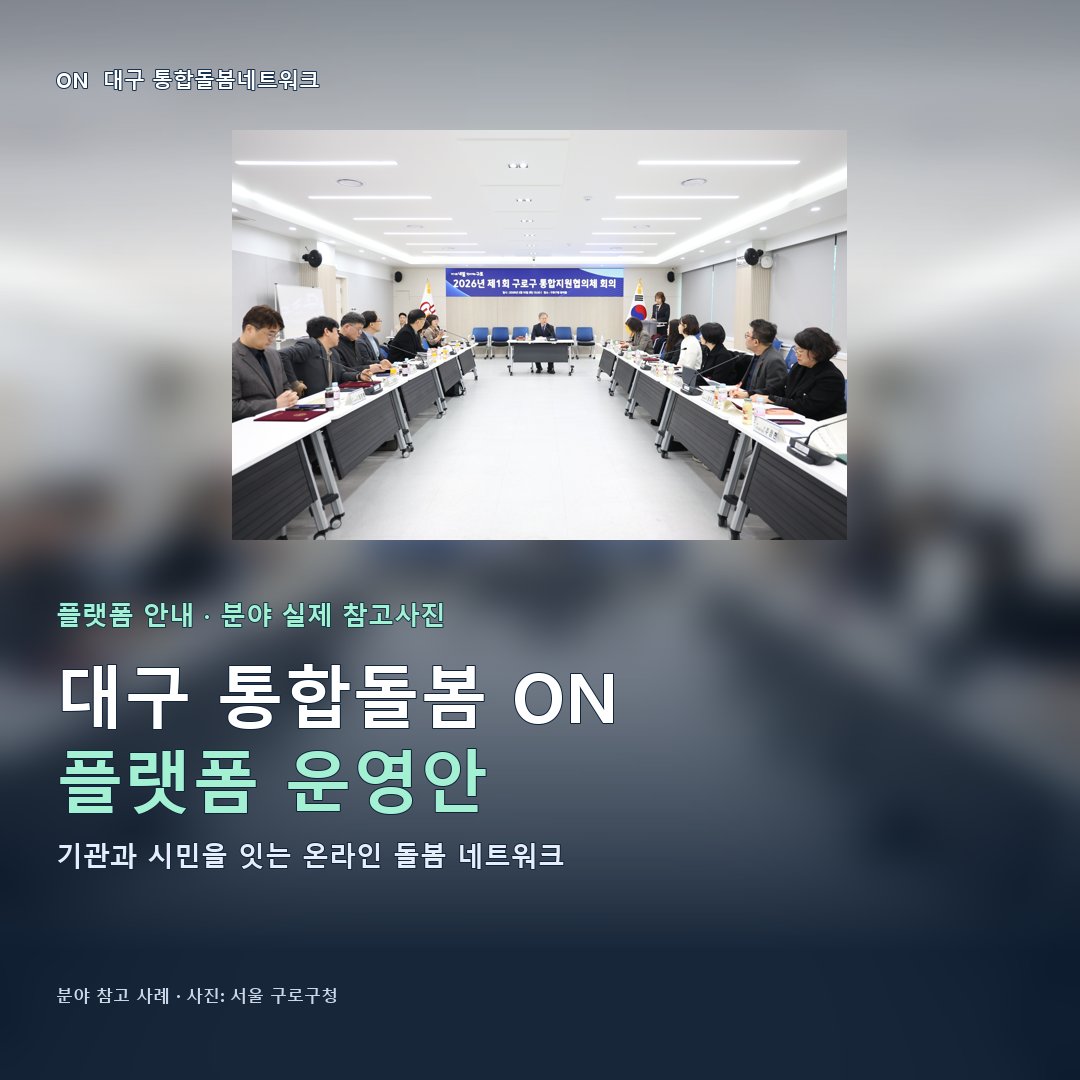 ON 대구 통합돌봄네트워크
2026년 제1회 구로구 통합지원협의체 회의
플랫폼 안내 · 분야 실제 참고사진
대구 통합돌봄 ON
플랫폼 운영안
기관과 시민을 잇는 온라인 돌봄 네트워크
분야 참고 사례 · 사진: 서울 구로구청